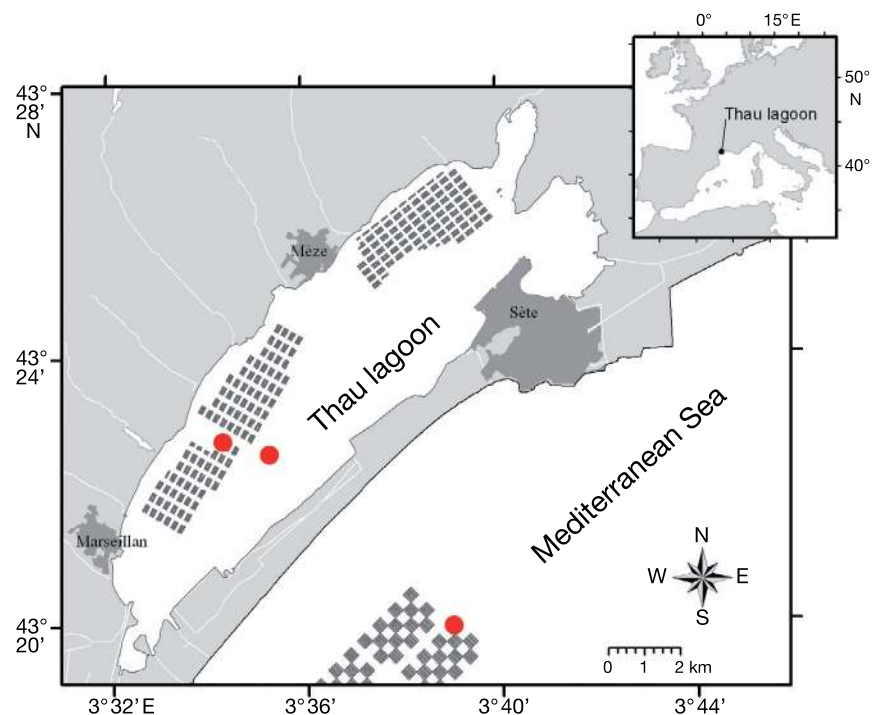 0° 15°E
43°
28'
N
50°
N
Thau lagoon
40°
Mèze
Sète
43°
24'
Thau lagoon
Mediterranean Sea
Marseillan
N
W E
S
43°
20'
0 1 2 km
3°32'E 3°36' 3°40' 3°44'